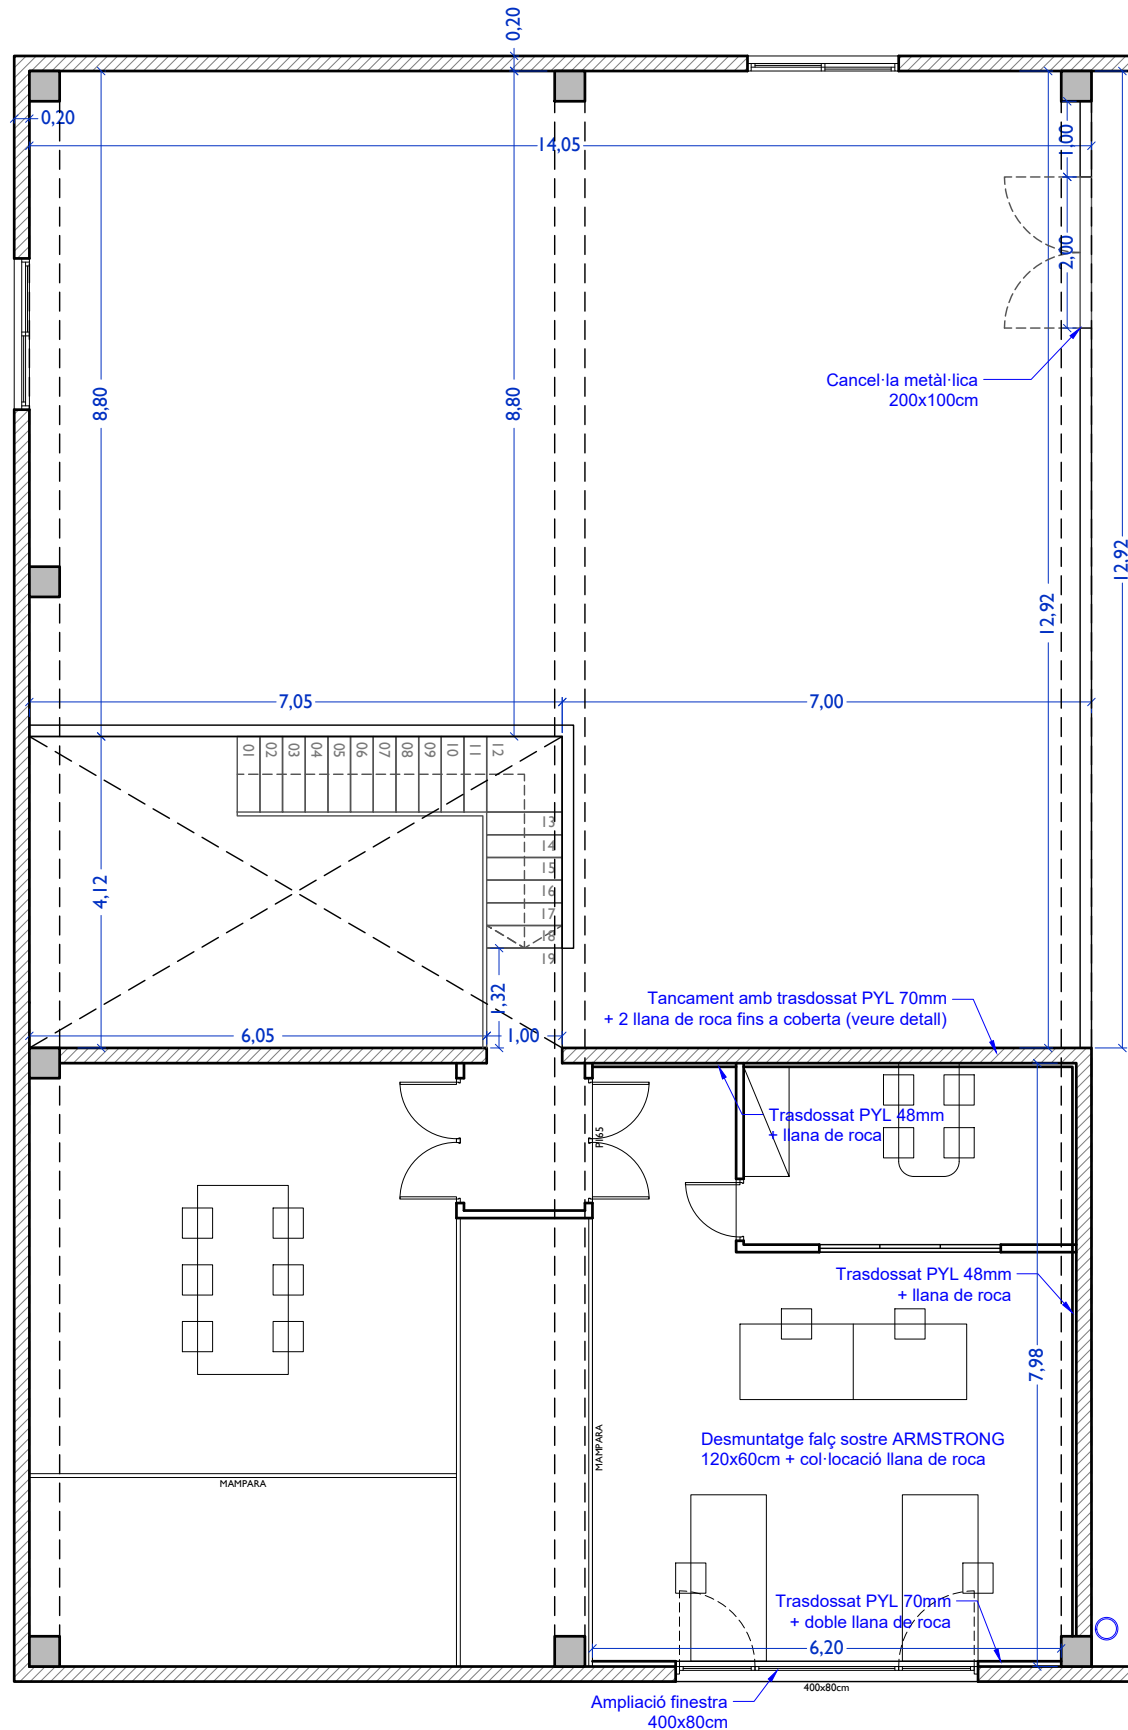 0,20
0,20
14,05
1,00
2,00
Cancel·la metàl·lica
200x100cm
8,80
8,80
12,92
12,92
7,05
7,00
01
02
03
04
05
06
07
08
09
10
11
12
13
14
15
16
17
18
19
4,12
1,32
6,05
1,00
Tancament amb trasdossat PYL 70mm
+ 2 llana de roca fins a coberta (veure detall)
Trasdossat PYL 48mm
+ llana de roca
Trasdossat PYL 48mm
+ llana de roca
7,98
Desmuntatge falç sostre ARMSTRONG
120x60cm + col·locació llana de roca
MAMPARA
MAMPARA
Trasdossat PYL 70mm
+ doble llana de roca
6,20
400x80cm
Ampliació finestra
400x80cm